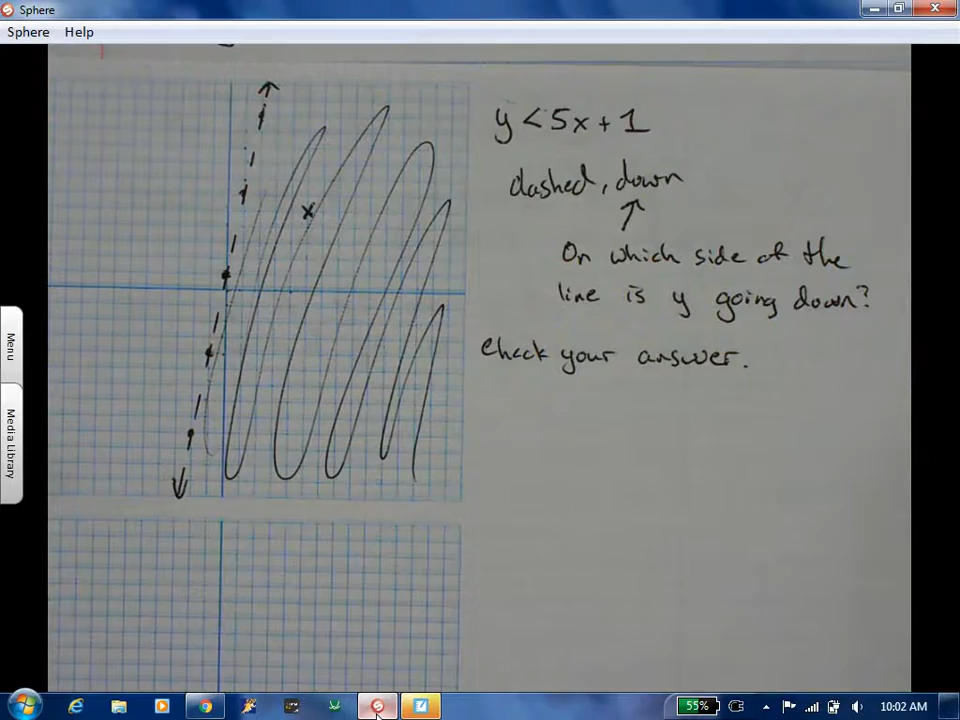 Sphere
Sphere Help
y < 5x + 1
dashed, down
On which side of the
line is y going down?
Check your answer.
x
Menu
Media Library
55%
10:02 AM